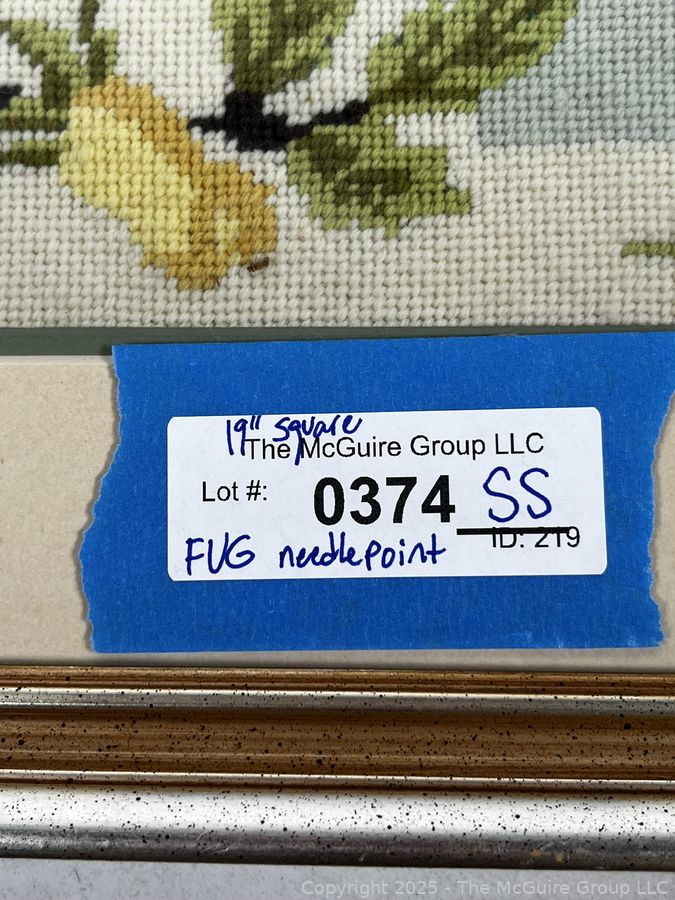 19" square
The McGuire Group LLC
Lot #: 0374 SS
ID: 219
FUG needlepoint
Copyright 2025 - The McGuire Group LLC